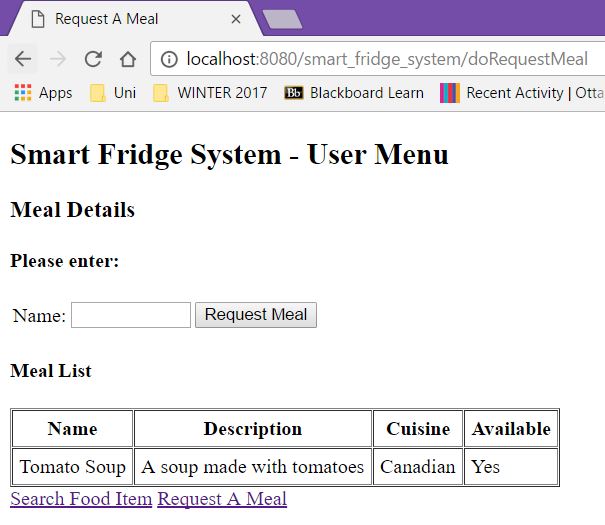 Request A Meal
localhost:8080/smart_fridge_system/doRequestMeal
Apps Uni WINTER 2017 Bb Blackboard Learn Recent Activity | Otta
Smart Fridge System - User Menu
Meal Details
Please enter:
Name: Request Meal
Meal List
Name Description Cuisine Available
Tomato Soup A soup made with tomatoes Canadian Yes
Search Food Item Request A Meal